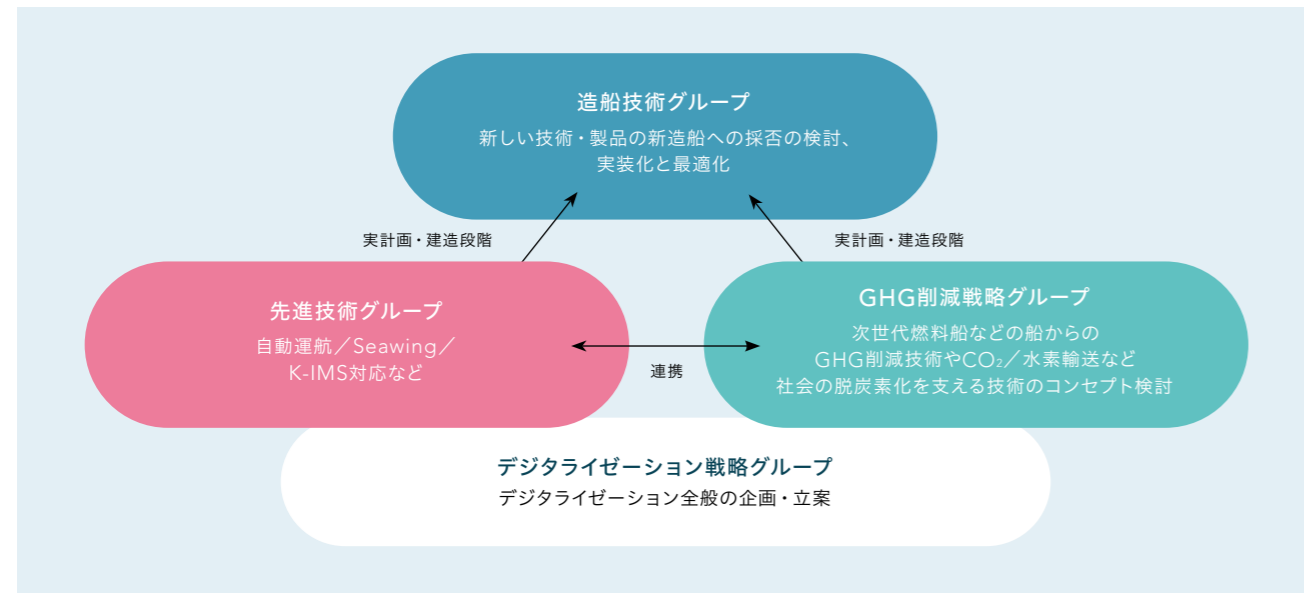 造船技術グループ
新しい技術・製品の新造船への採否の検討、
実装化と最適化
実計画・建造段階
実計画・建造段階
先進技術グループ
自動運航／Seawing／
K-IMS対応など
連携
GHG削減戦略グループ
次世代燃料船などの船からの
GHG削減技術やCO₂／水素輸送など
社会の脱炭素化を支える技術のコンセプト検討
デジタライゼーション戦略グループ
デジタライゼーション全般の企画・立案